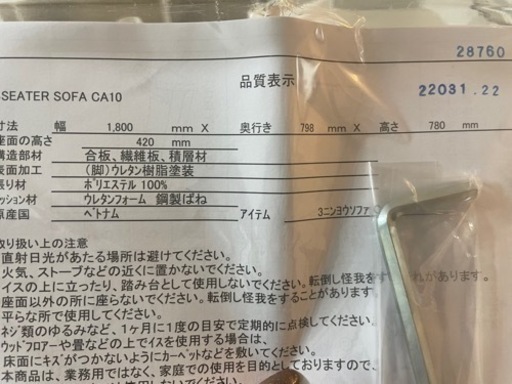 28760
品質表示
SEATER SOFA CA10
22031.22
寸法 幅 1,800 mm X 奥行き 798 mm X 高さ 780 mm
座面の高さ 420 mm
構造部材 合板、繊維板、積層材
表面加工 (脚)ウレタン樹脂塗装
張り材 ポリエステル 100%
ッション材 ウレタンフォーム 鋼製ばね
原産国 ベトナム アイテム 3ニンヨウソファ
取り扱い上の注意
直射日光があたる場所は避けてください。
火気、ストーブなどの近くに置かないでください。
イスの上に立ったり、踏み台として使用しないでください。転倒し怪我をする
れがあります。
座面以外の所に座らないでください。転倒し怪我をすることがあります
平らな所で使用してください。
ネジ類のゆるみなど、1ヶ月に1度の目安で定期的に点検してください。
ウッドフロアーや畳などの上でイスを使用する場合は、
床面にキズがつかないようにカーペットなどを敷いてください。
本商品は、業務用ではなく、家庭での使用を目的としております。